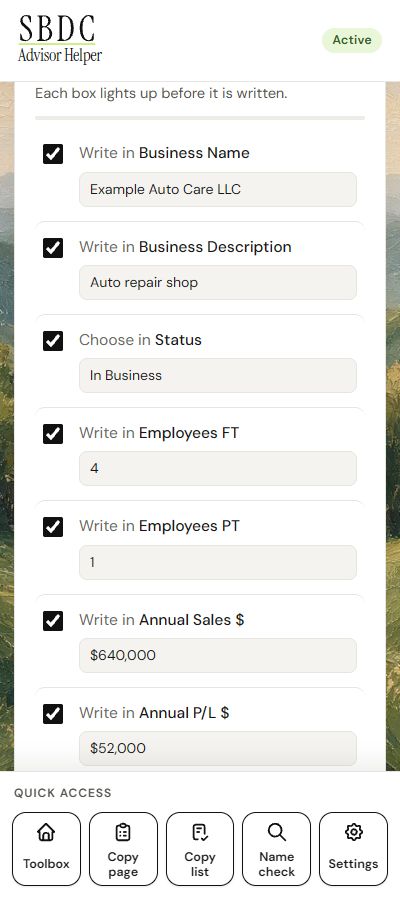 SBDC
Advisor Helper
Active
Each box lights up before it is written.
Write in Business Name
Example Auto Care LLC
Write in Business Description
Auto repair shop
Choose in Status
In Business
Write in Employees FT
4
Write in Employees PT
1
Write in Annual Sales $
$640,000
Write in Annual P/L $
$52,000
QUICK ACCESS
Toolbox
Copy page
Copy list
Name check
Settings